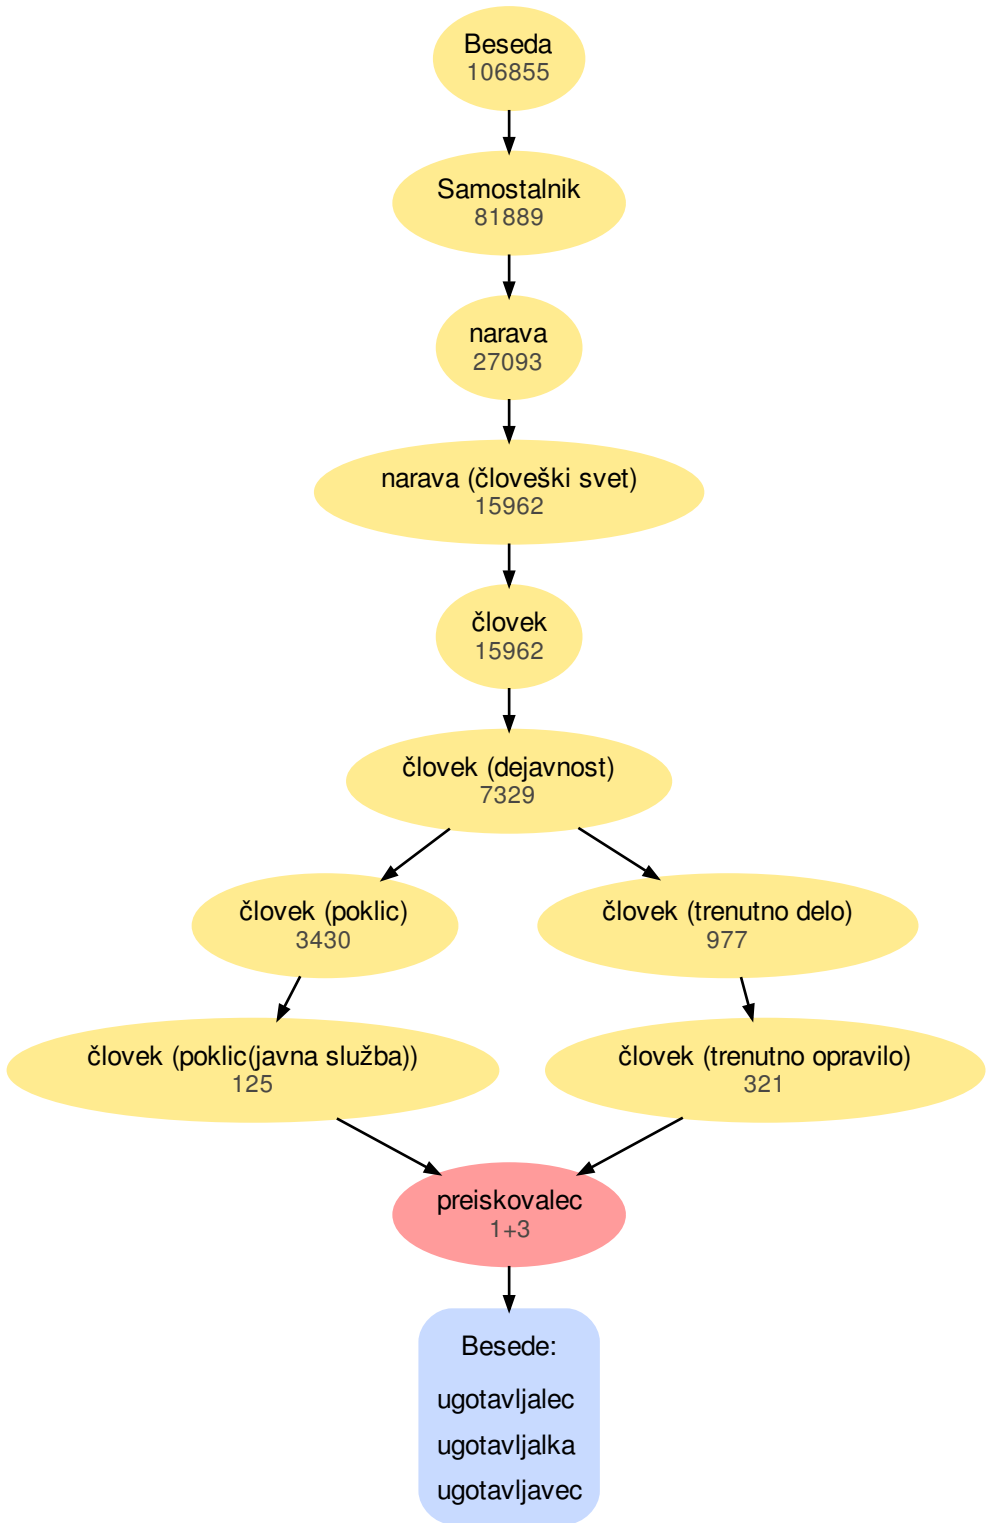 Beseda
106855
Samostalnik
81889
narava
27093
narava (človeški svet)
15962
človek
15962
človek (dejavnost)
7329
človek (poklic)
3430
človek (trenutno delo)
977
človek (poklic(javna služba))
125
človek (trenutno opravilo)
321
preiskovalec
1+3
Besede:
ugotavljalec
ugotavljalka
ugotavljavec